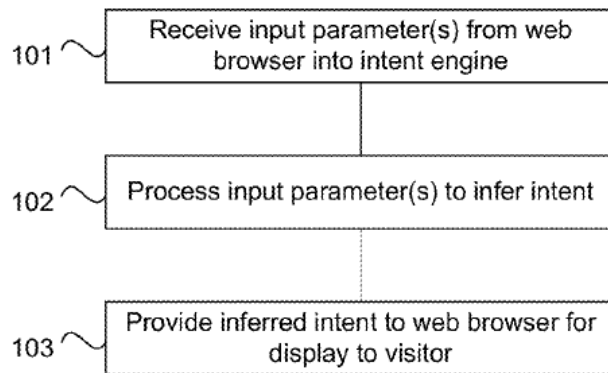 101
Receive input parameter(s) from web
browser into intent engine
102
Process input parameter(s) to infer intent
103
Provide inferred intent to web browser for
display to visitor